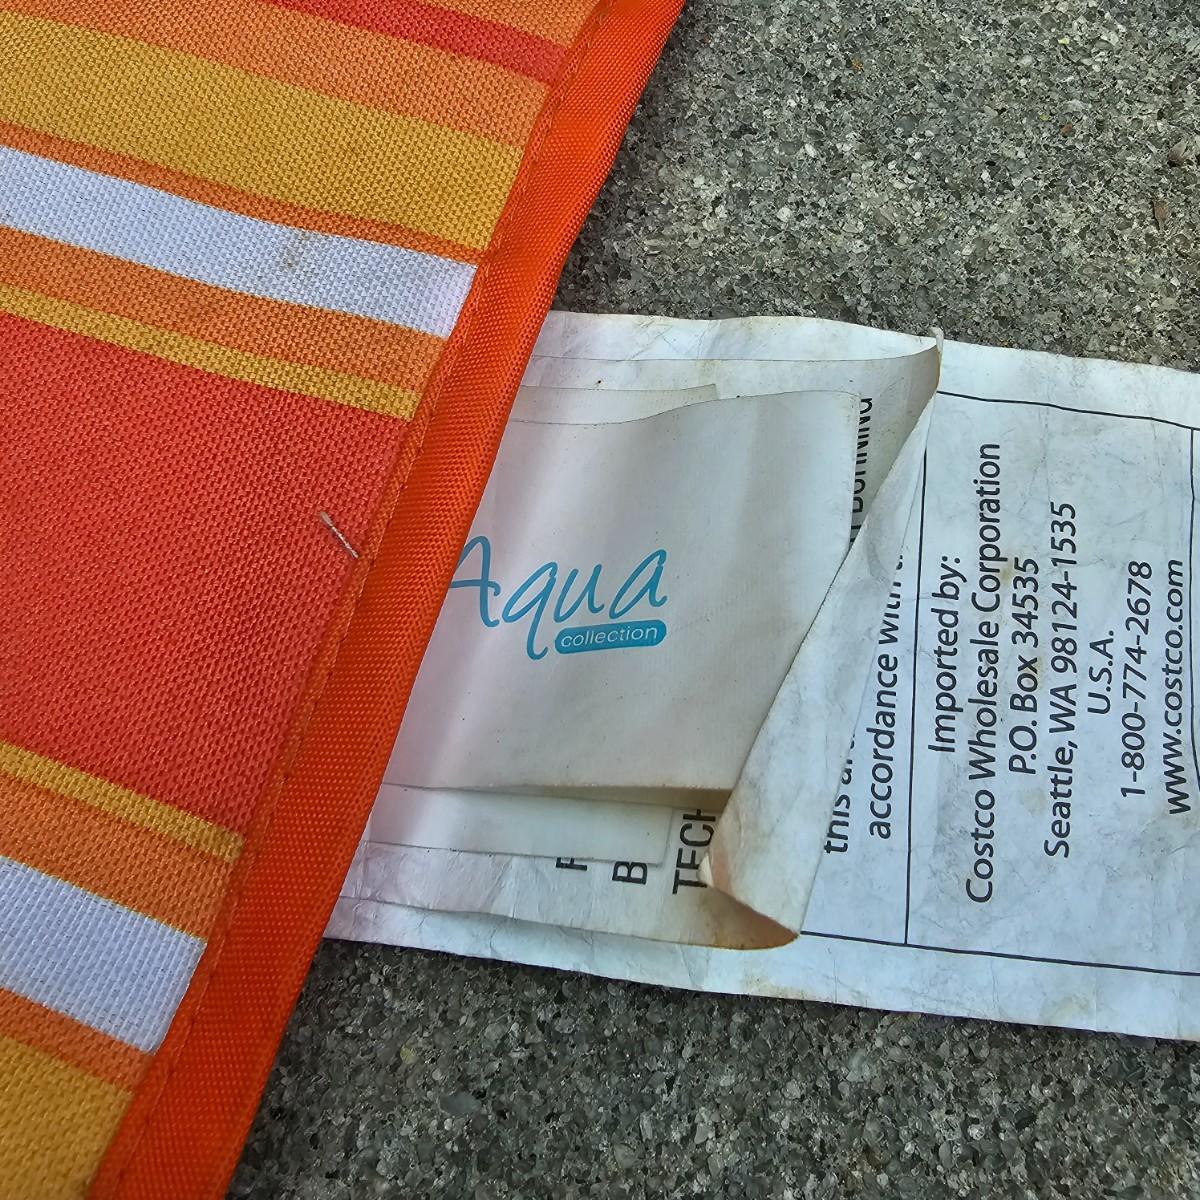 Aqua
collection
TECH
this
accordance with
Imported by:
Costco Wholesale Corporation
P.O. Box 34535
Seattle, WA 98124-1535
U.S.A.
1-800-774-2678
www.costco.com